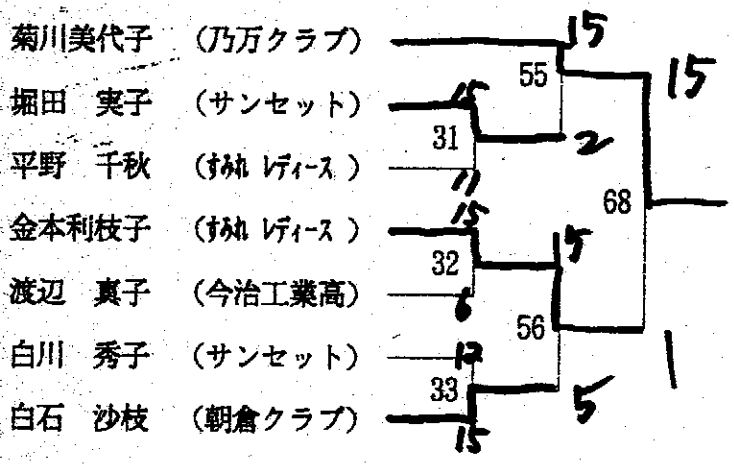 菊川美代子 (乃万クラブ) 15
55 15
堀田 実子 (サンセット) 15
31 2
平野 千秋 (すみれ レディース) 11
68
金本利枝子 (すみれ レディース) 15
32 15
渡辺 真子 (今治工業高) 6
56 1
白川 秀子 (サンセット) 12
33 5
白石 沙枝 (朝倉クラブ) 15